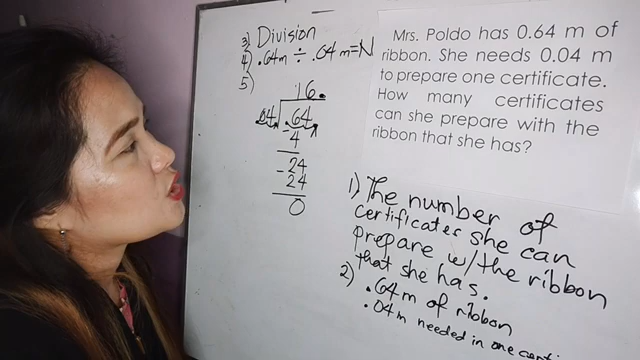 3) Division
4) .64m ÷ .04m=N
5)
16.
.04 .64
- 4
24
- 24
0
Mrs. Poldo has 0.64 m of
ribbon. She needs 0.04 m
to prepare one certificate.
How many certificates
can she prepare with the
ribbon that she has?
1) The number of
certificates she can
prepare w/the ribbon
that she has.
2) .64m of ribbon
.04m needed in one